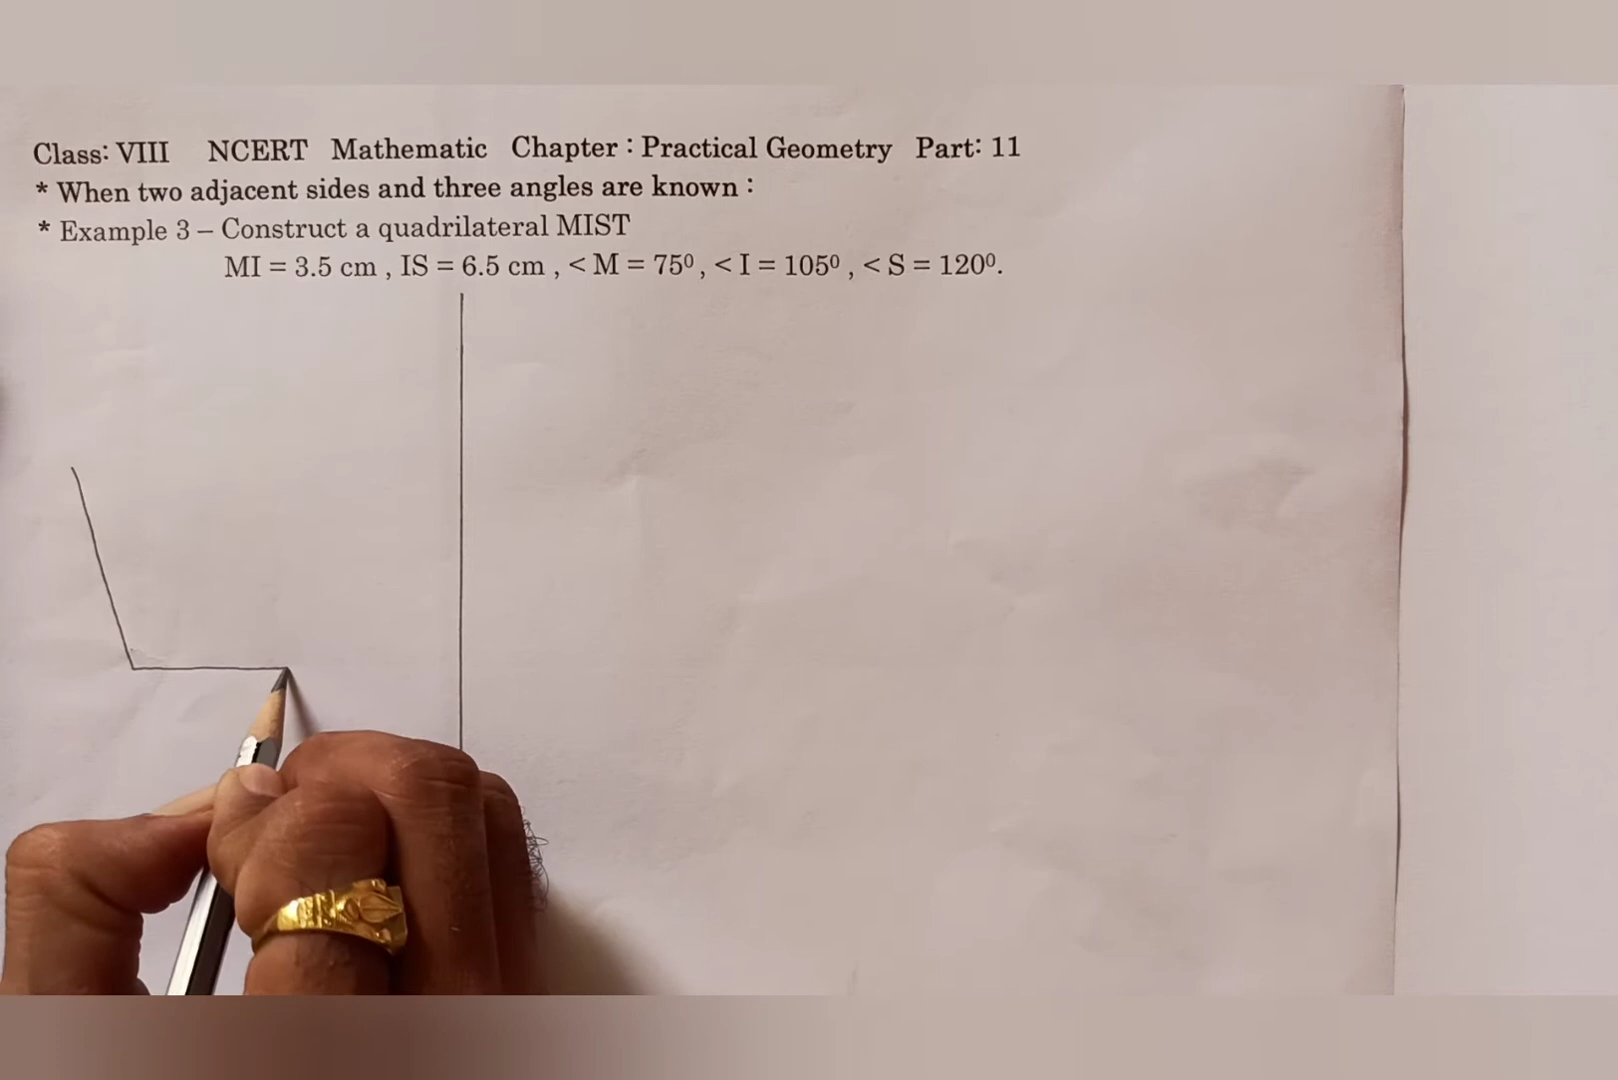 Class: VIII NCERT Mathematic Chapter : Practical Geometry Part: 11
* When two adjacent sides and three angles are known :
* Example 3 – Construct a quadrilateral MIST
MI = 3.5 cm , IS = 6.5 cm , < M = 75⁰ , < I = 105⁰ , < S = 120⁰.